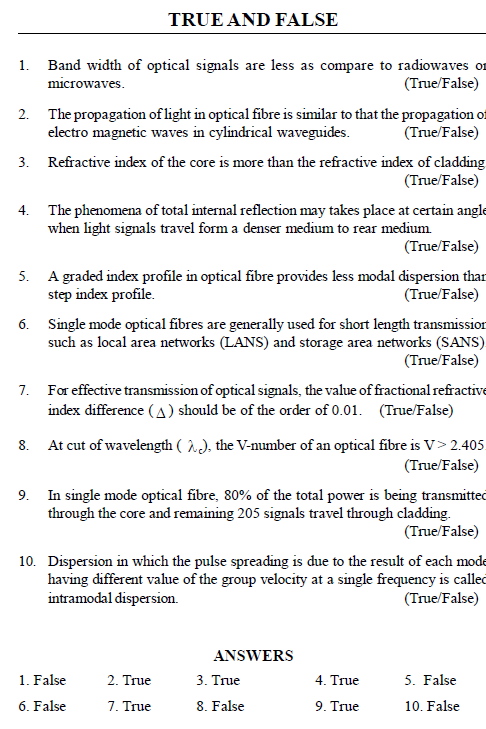 TRUE AND FALSE
1. Band width of optical signals are less as compare to radiowaves or
microwaves. (True/False)
2. The propagation of light in optical fibre is similar to that the propagation of
electro magnetic waves in cylindrical waveguides. (True/False)
3. Refractive index of the core is more than the refractive index of cladding
(True/False)
4. The phenomena of total internal reflection may takes place at certain angle
when light signals travel form a denser medium to rear medium.
(True/False)
5. A graded index profile in optical fibre provides less modal dispersion than
step index profile. (True/False)
6. Single mode optical fibres are generally used for short length transmission
such as local area networks (LANS) and storage area networks (SANS)
(True/False)
7. For effective transmission of optical signals, the value of fractional refractive
index difference (Δ) should be of the order of 0.01. (True/False)
8. At cut of wavelength ( λc), the V-number of an optical fibre is V > 2.405
(True/False)
9. In single mode optical fibre, 80% of the total power is being transmitted
through the core and remaining 205 signals travel through cladding.
(True/False)
10. Dispersion in which the pulse spreading is due to the result of each mode
having different value of the group velocity at a single frequency is called
intramodal dispersion. (True/False)
ANSWERS
1. False 2. True 3. True 4. True 5. False
6. False 7. True 8. False 9. True 10. False